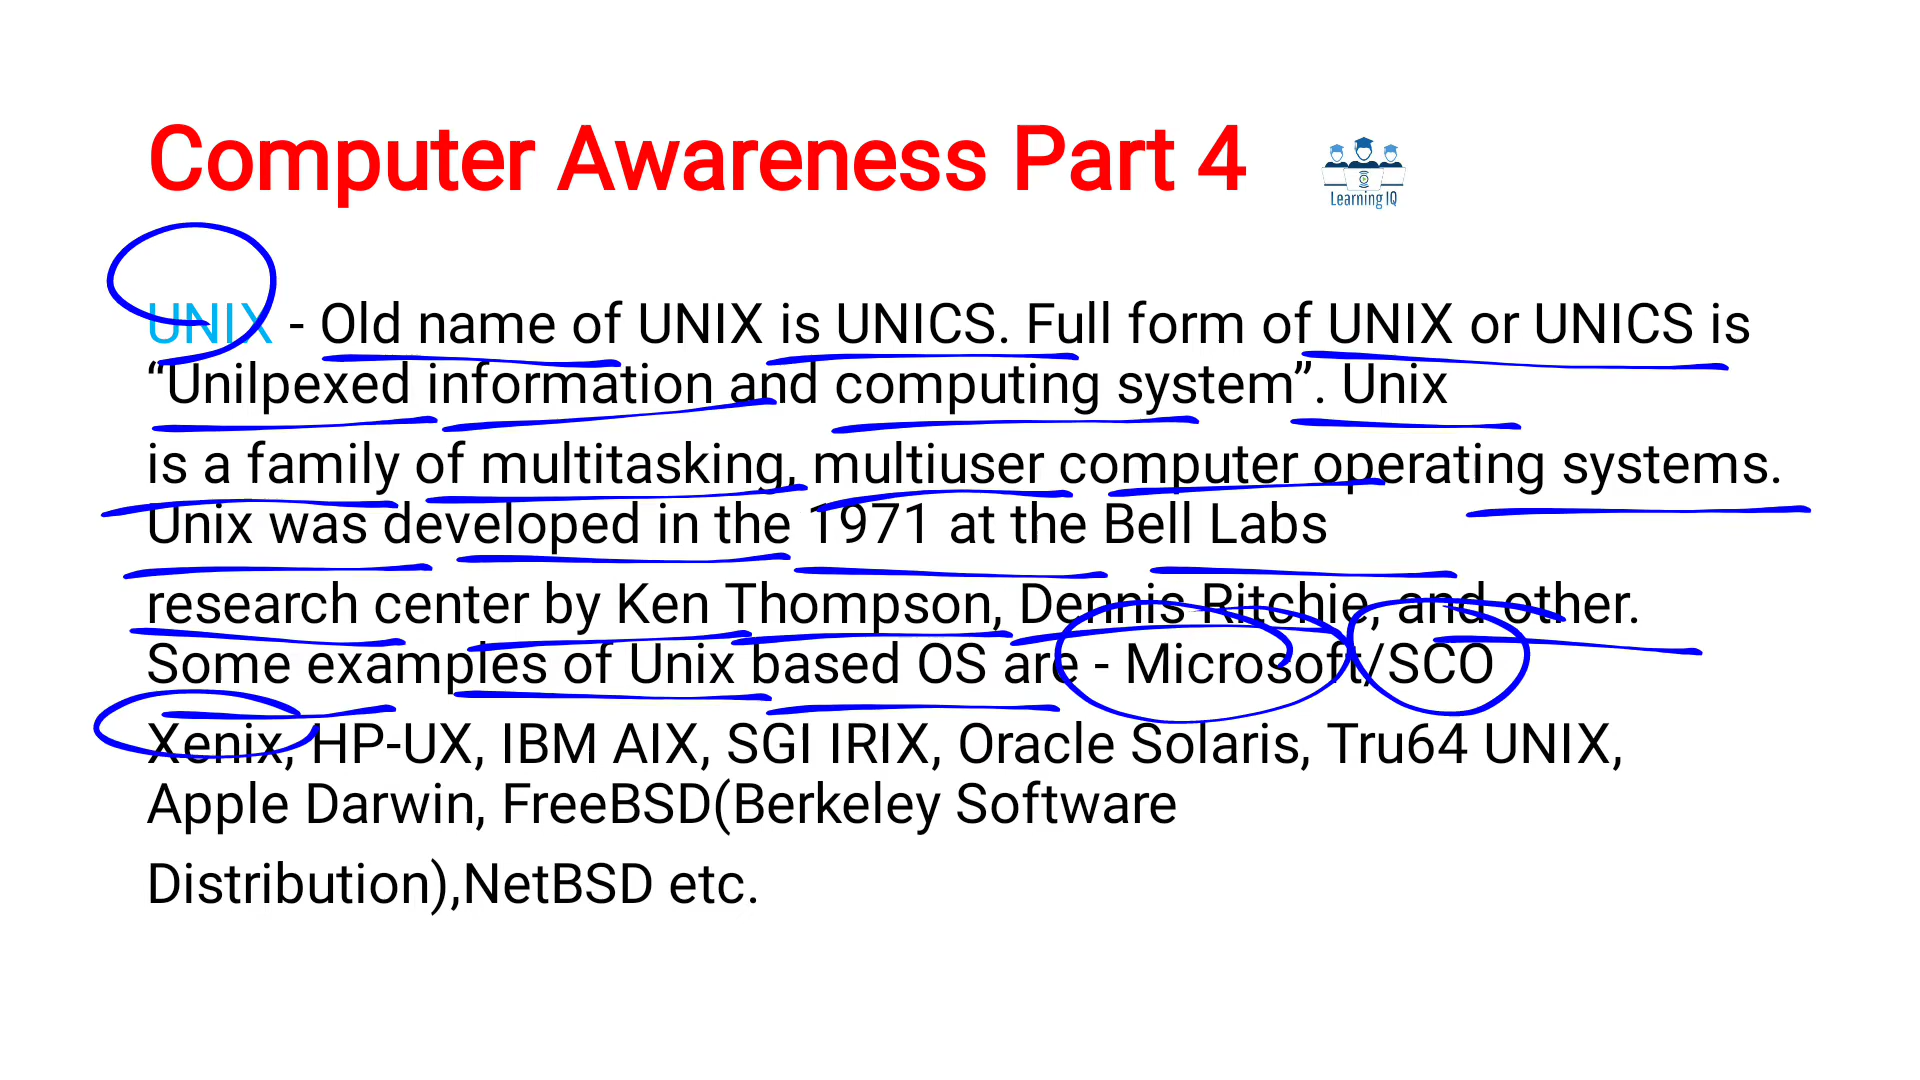 Computer Awareness Part 4
Learning IQ
UNIX - Old name of UNIX is UNICS. Full form of UNIX or UNICS is
“Unilpexed information and computing system”. Unix
is a family of multitasking, multiuser computer operating systems.
Unix was developed in the 1971 at the Bell Labs
research center by Ken Thompson, Dennis Ritchie, and other.
Some examples of Unix based OS are - Microsoft/SCO
Xenix, HP-UX, IBM AIX, SGI IRIX, Oracle Solaris, Tru64 UNIX,
Apple Darwin, FreeBSD(Berkeley Software
Distribution),NetBSD etc.